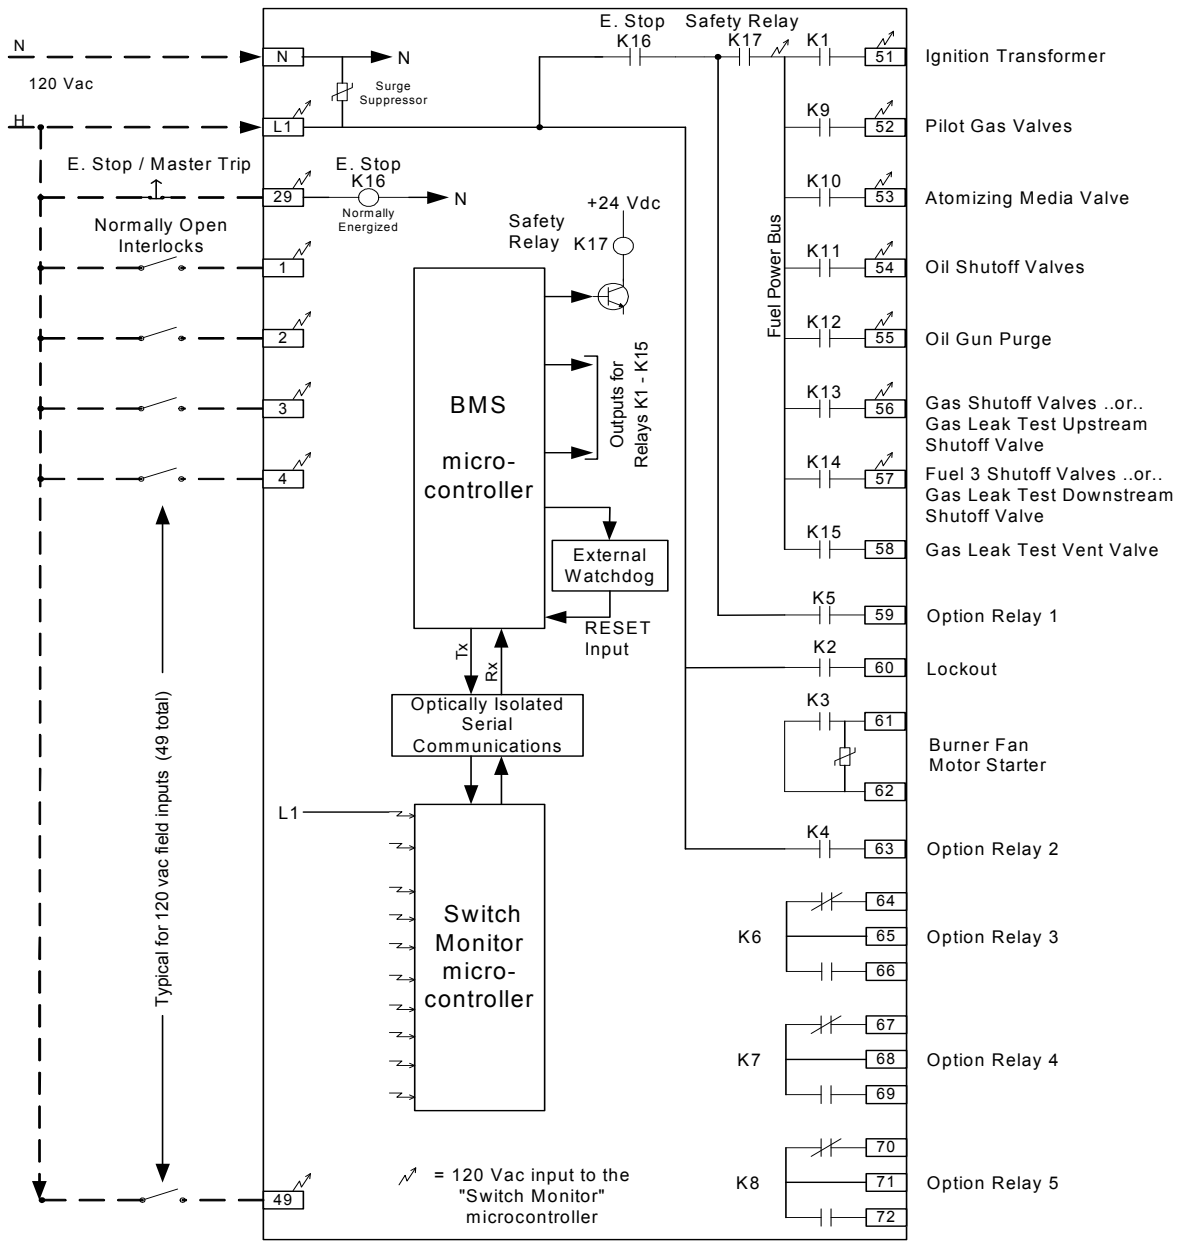 E. Stop
Safety Relay
N
N
N
K16
K17
K1
51
Ignition Transformer
120 Vac
Surge
Suppressor
H
L1
K9
52
Pilot Gas Valves
E. Stop / Master Trip
E. Stop
K16
29
N
Normally
Energized
+24 Vdc
K10
53
Atomizing Media Valve
Normally Open
Interlocks
Safety
Relay
K17
Fuel Power Bus
1
K11
54
Oil Shutoff Valves
2
K12
55
Oil Gun Purge
3
BMS
micro-
controller
Outputs for
Relays K1 - K15
K13
56
Gas Shutoff Valves ..or..
Gas Leak Test Upstream
Shutoff Valve
4
K14
57
Fuel 3 Shutoff Valves ..or..
Gas Leak Test Downstream
Shutoff Valve
External
Watchdog
K15
58
Gas Leak Test Vent Valve
RESET
Input
K5
59
Option Relay 1
Tx
Rx
K2
60
Lockout
Optically Isolated
Serial
Communications
K3
61
62
Burner Fan
Motor Starter
Typical for 120 vac field inputs (49 total)
L1
K4
63
Option Relay 2
Switch
Monitor
micro-
controller
K6
64
65
66
Option Relay 3
K7
67
68
69
Option Relay 4
K8
70
71
72
Option Relay 5
49
= 120 Vac input to the
"Switch Monitor"
microcontroller